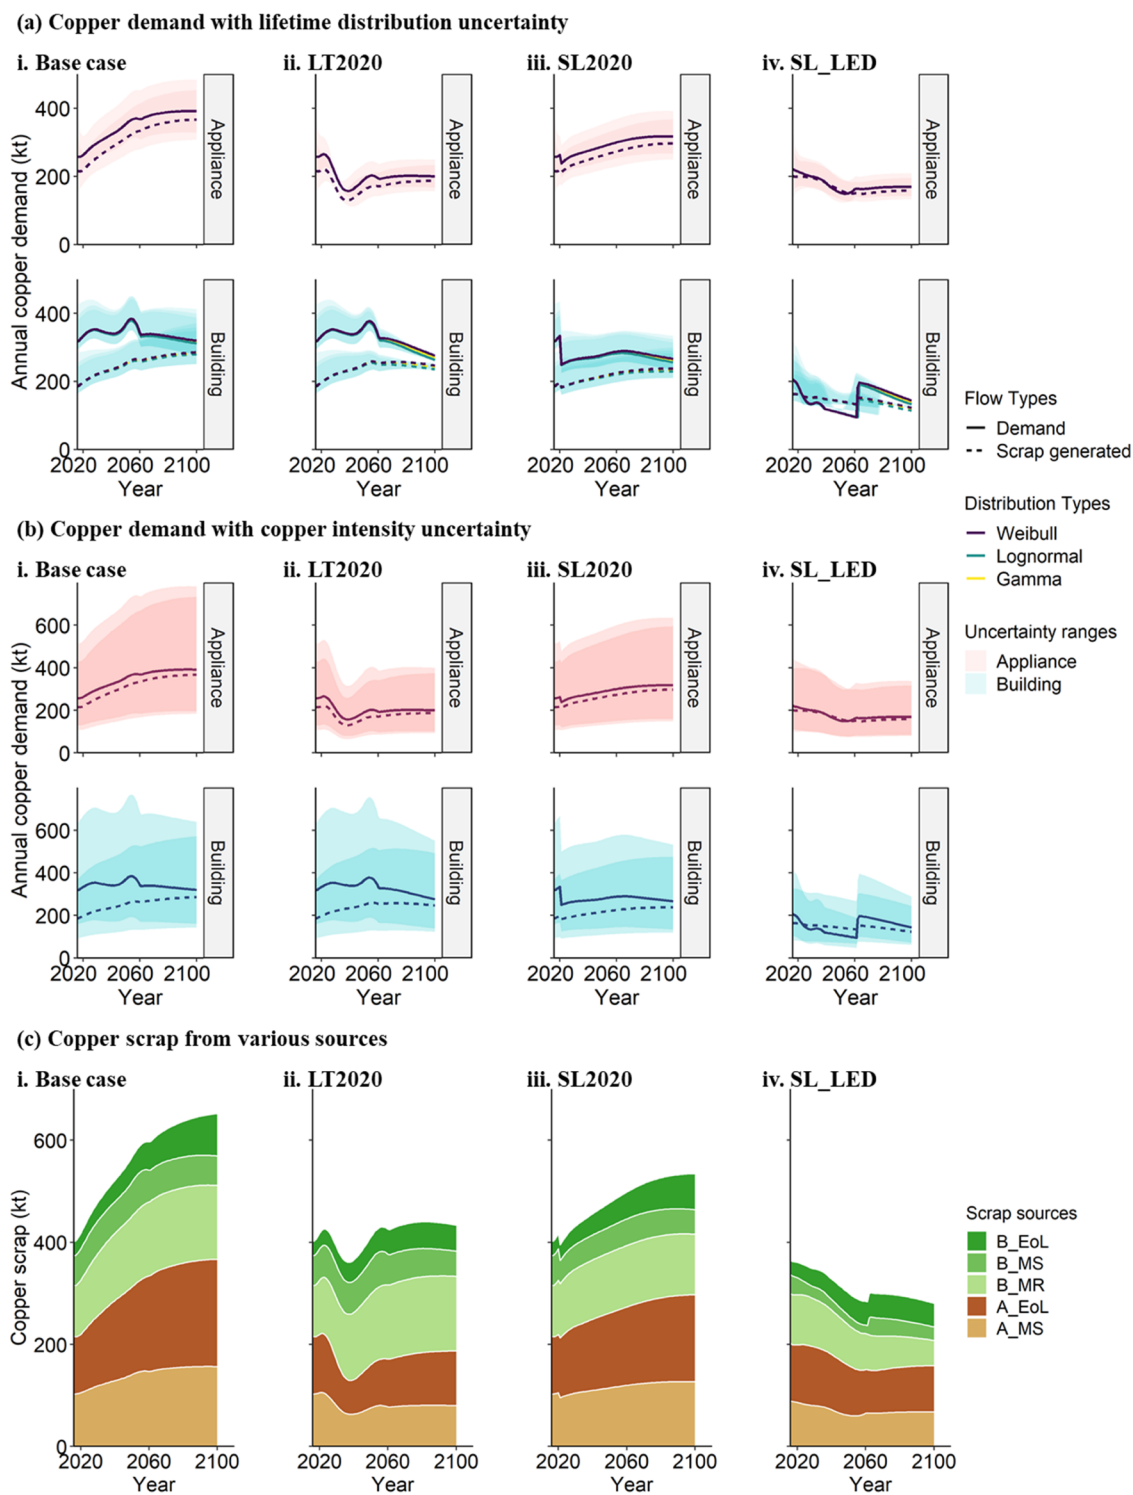 (a) Copper demand with lifetime distribution uncertainty
i. Base case
ii. LT2020
iii. SL2020
iv. SL_LED
Annual copper demand (kt)
400
200
0
Appliance
Appliance
Appliance
Appliance
400
200
0
Building
Building
Building
Building
2020 2060 2100
2020 2060 2100
2020 2060 2100
2020 2060 2100
Year
Year
Year
Year
Flow Types
Demand
Scrap generated
Distribution Types
Weibull
Lognormal
Gamma
Uncertainty ranges
Appliance
Building
(b) Copper demand with copper intensity uncertainty
i. Base case
ii. LT2020
iii. SL2020
iv. SL_LED
Annual copper demand (kt)
600
400
200
0
Appliance
Appliance
Appliance
Appliance
600
400
200
0
Building
Building
Building
Building
2020 2060 2100
2020 2060 2100
2020 2060 2100
2020 2060 2100
Year
Year
Year
Year
(c) Copper scrap from various sources
i. Base case
ii. LT2020
iii. SL2020
iv. SL_LED
Copper scrap (kt)
600
400
200
0
2020 2060 2100
2020 2060 2100
2020 2060 2100
2020 2060 2100
Year
Year
Year
Year
Scrap sources
B_EoL
B_MS
B_MR
A_EoL
A_MS